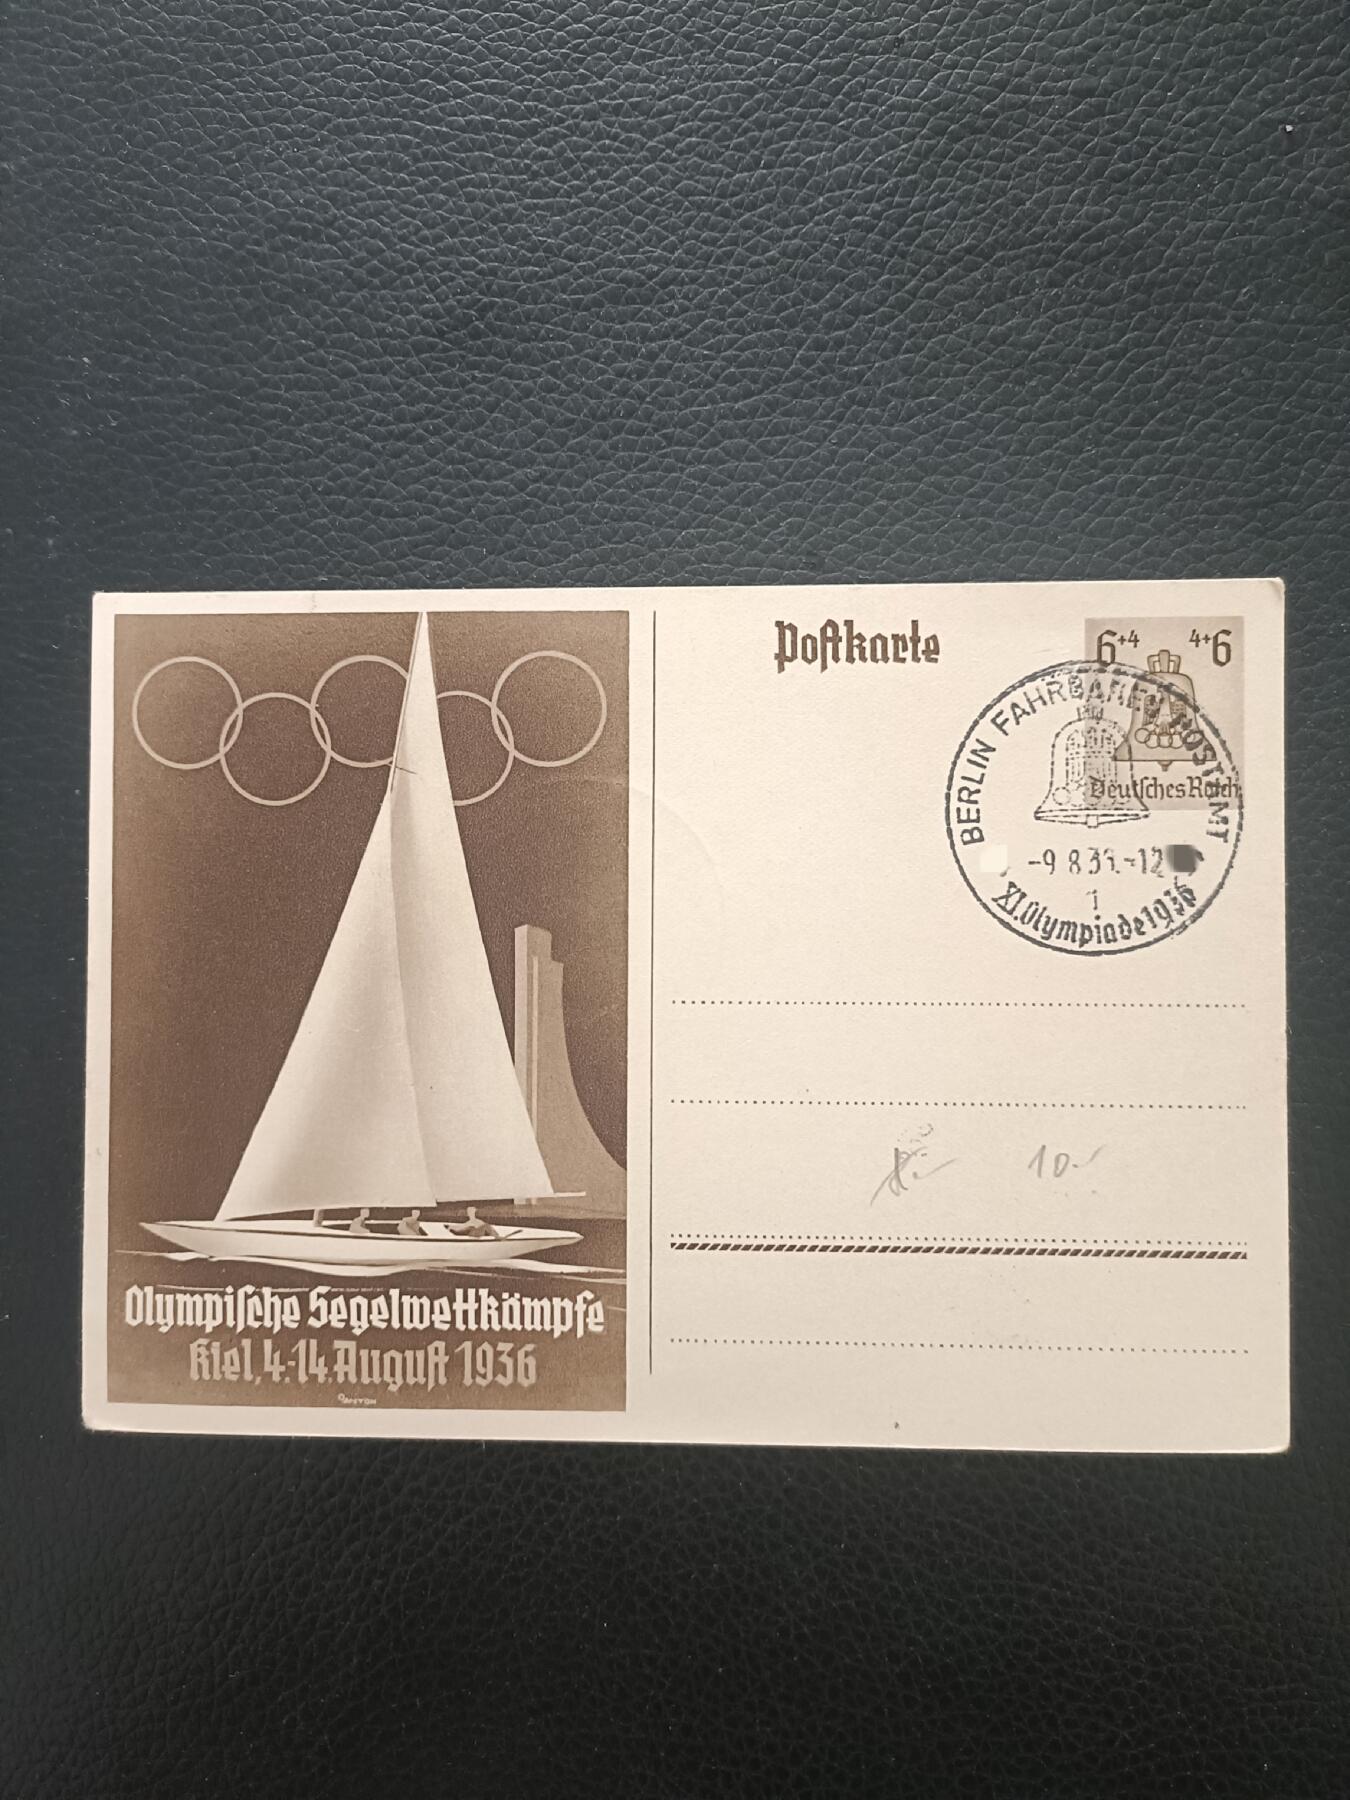 Postkarte
6+4 4+6
Deutsches Reich
BERLIN FAHRBARES POSTAMT
-9.8.36.-12
1
XI. Olympiade 1936
10.-
Olympische Segelwettkämpfe
Kiel, 4.-14. August 1936